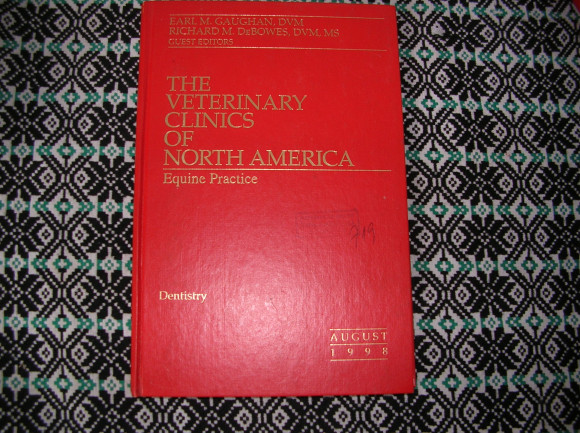 EARL M. GAUGHAN, DVM
RICHARD M. DeBOWES, DVM, MS
GUEST EDITORS
THE
VETERINARY
CLINICS
OF
NORTH AMERICA
Equine Practice
719
Dentistry
AUGUST
1998